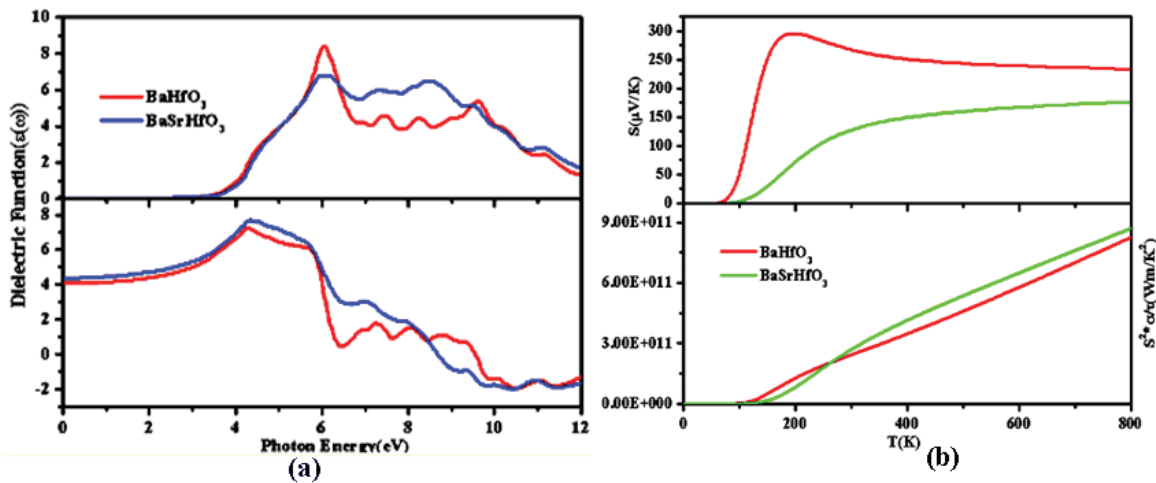 10
8
6
4
2
0
8
6
4
2
0
-2
0 2 4 6 8 10 12
Dielectric Function(ε(ω))
BaHfO3
BaSrHfO3
Photon Energy(eV)
(a)
300
250
200
150
100
50
0
S(μV/K)
9.00E+011
6.00E+011
3.00E+011
0.00E+000
BaHfO3
BaSrHfO3
S2* σ/τ(Wm/K2)
0 200 400 600 800
T(K)
(b)